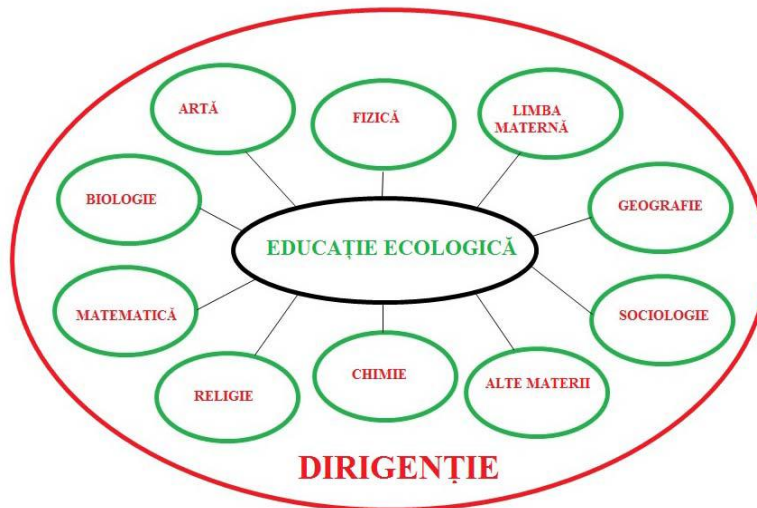 ARTĂ
FIZICĂ
LIMBA
MATERNĂ
BIOLOGIE
GEOGRAFIE
EDUCAȚIE ECOLOGICĂ
MATEMATICĂ
SOCIOLOGIE
RELIGIE
CHIMIE
ALTE MATERII
DIRIGENȚIE